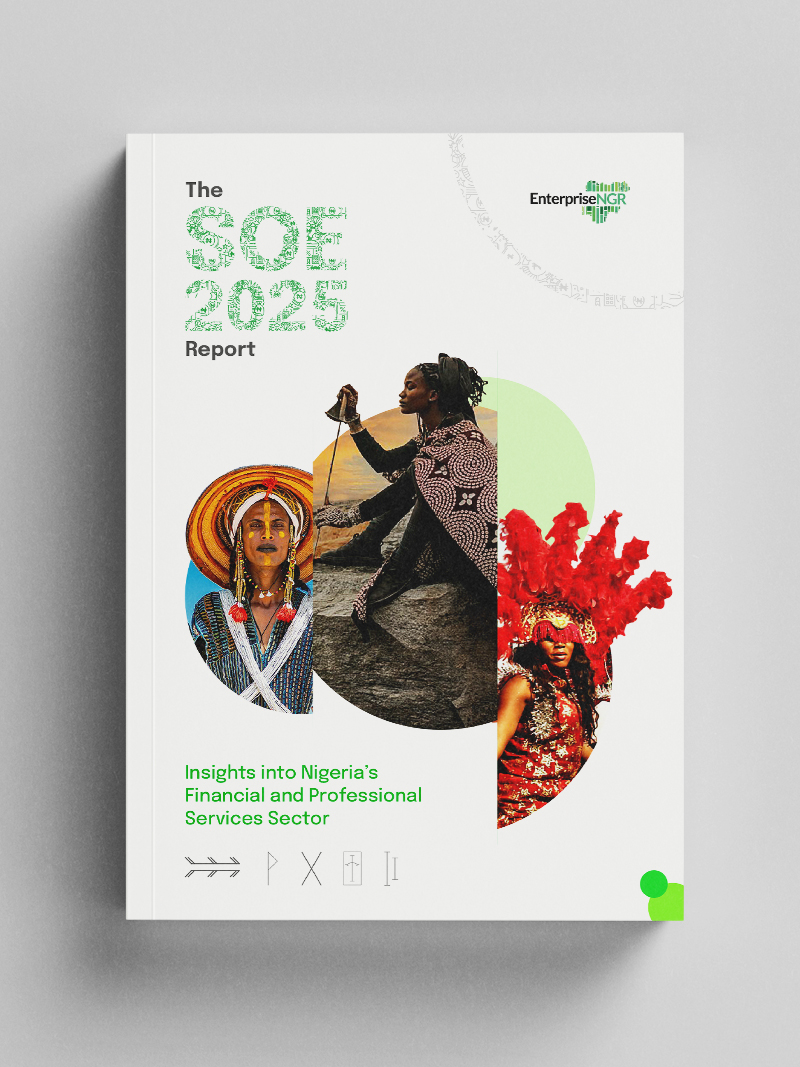 The
SOE
2025
Report
EnterpriseNGR
Insights into Nigeria's
Financial and Professional
Services Sector